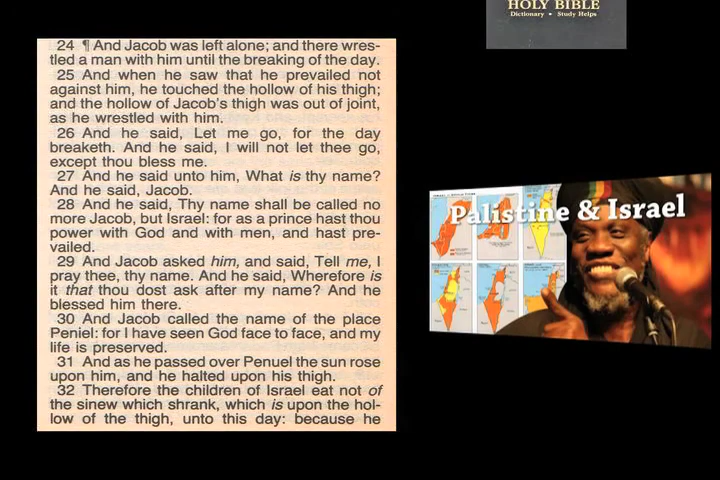 HOLY BIBLE
Dictionary • Study Helps
24 ¶ And Jacob was left alone; and there wres-
tled a man with him until the breaking of the day.
25 And when he saw that he prevailed not
against him, he touched the hollow of his thigh;
and the hollow of Jacob's thigh was out of joint,
as he wrestled with him.
26 And he said, Let me go, for the day
breaketh. And he said, I will not let thee go,
except thou bless me.
27 And he said unto him, What is thy name?
And he said, Jacob.
28 And he said, Thy name shall be called no
more Jacob, but Israel: for as a prince hast thou
power with God and with men, and hast pre-
vailed.
29 And Jacob asked him, and said, Tell me, I
pray thee, thy name. And he said, Wherefore is
it that thou dost ask after my name? And he
blessed him there.
30 And Jacob called the name of the place
Peniel: for I have seen God face to face, and my
life is preserved.
31 And as he passed over Penuel the sun rose
upon him, and he halted upon his thigh.
32 Therefore the children of Israel eat not of
the sinew which shrank, which is upon the hol-
low of the thigh, unto this day: because he
Palistine & Israel